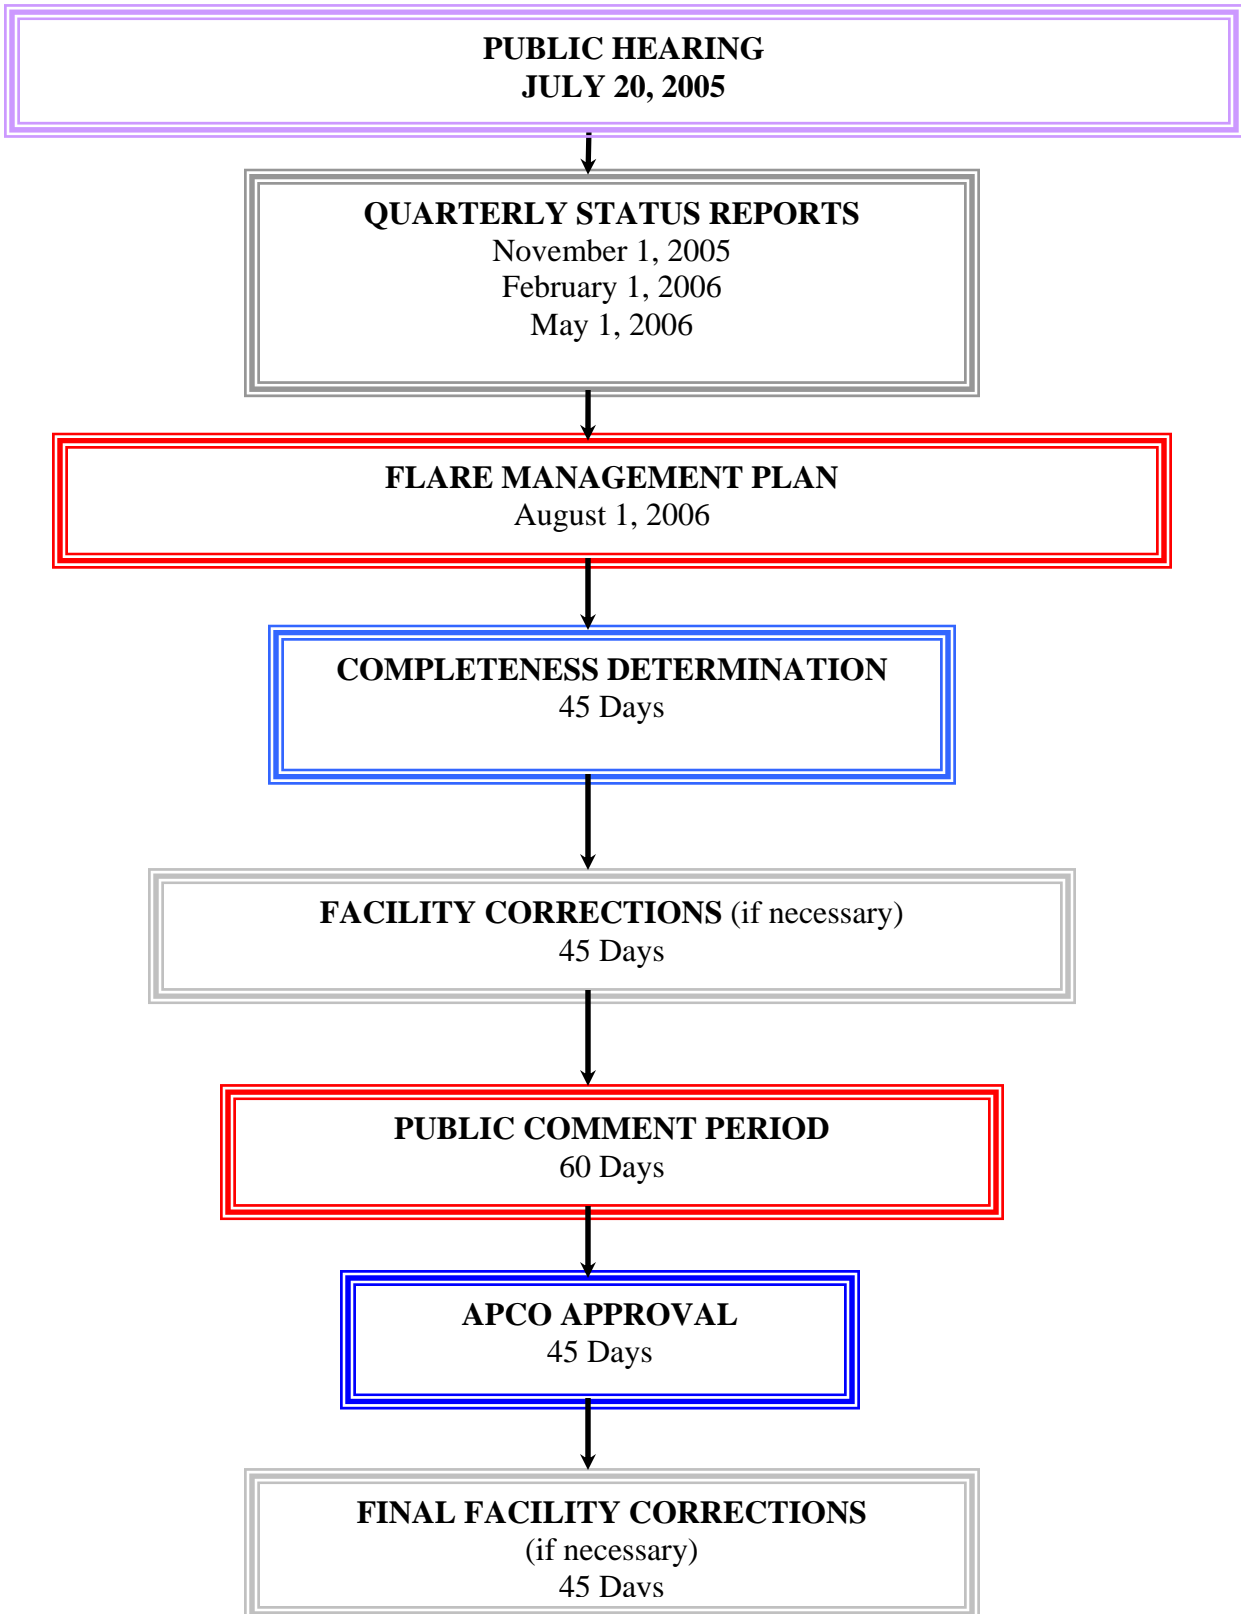 PUBLIC HEARING
JULY 20, 2005
QUARTERLY STATUS REPORTS
November 1, 2005
February 1, 2006
May 1, 2006
FLARE MANAGEMENT PLAN
August 1, 2006
COMPLETENESS DETERMINATION
45 Days
FACILITY CORRECTIONS (if necessary)
45 Days
PUBLIC COMMENT PERIOD
60 Days
APCO APPROVAL
45 Days
FINAL FACILITY CORRECTIONS
(if necessary)
45 Days